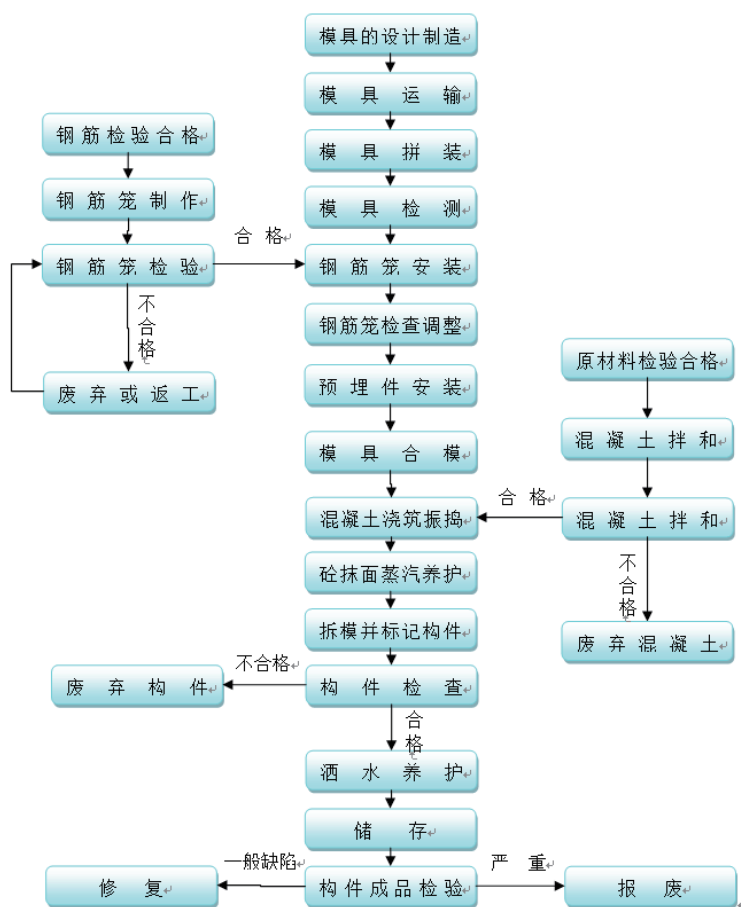 模具的设计制造
模具运输
钢筋检验合格
模具拼装
钢筋笼制作
模具检测
合格
钢筋笼检验
钢筋笼安装
不合格
钢筋笼检查调整
原材料检验合格
废弃或返工
预埋件安装
混凝土拌和
模具合模
合格
混凝土浇筑振捣
混凝土拌和
不合格
砼抹面蒸汽养护
拆模并标记构件
废弃混凝土
不合格
废弃构件
构件检查
合格
洒水养护
储存
一般缺陷
严重
修复
构件成品检验
报废